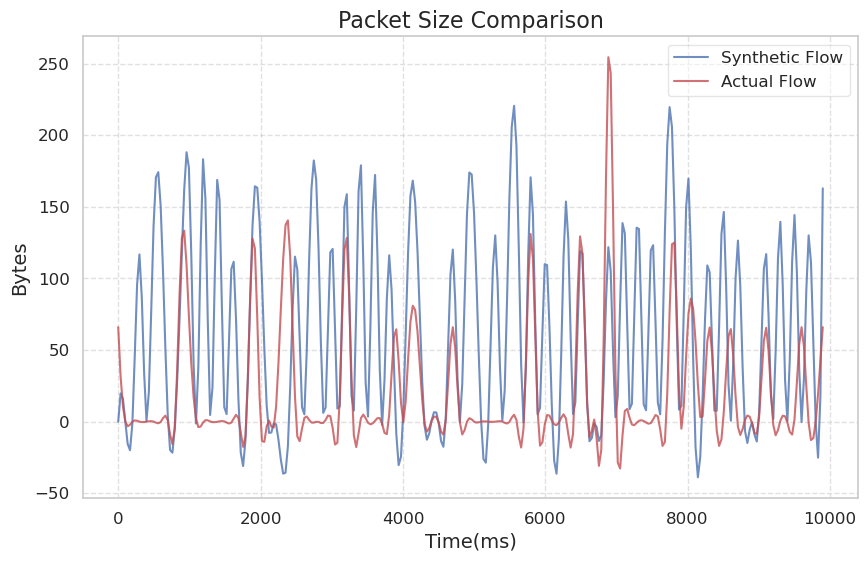 Packet Size Comparison
Synthetic Flow
Actual Flow
Bytes
250
200
150
100
50
0
−50
0 2000 4000 6000 8000 10000
Time(ms)